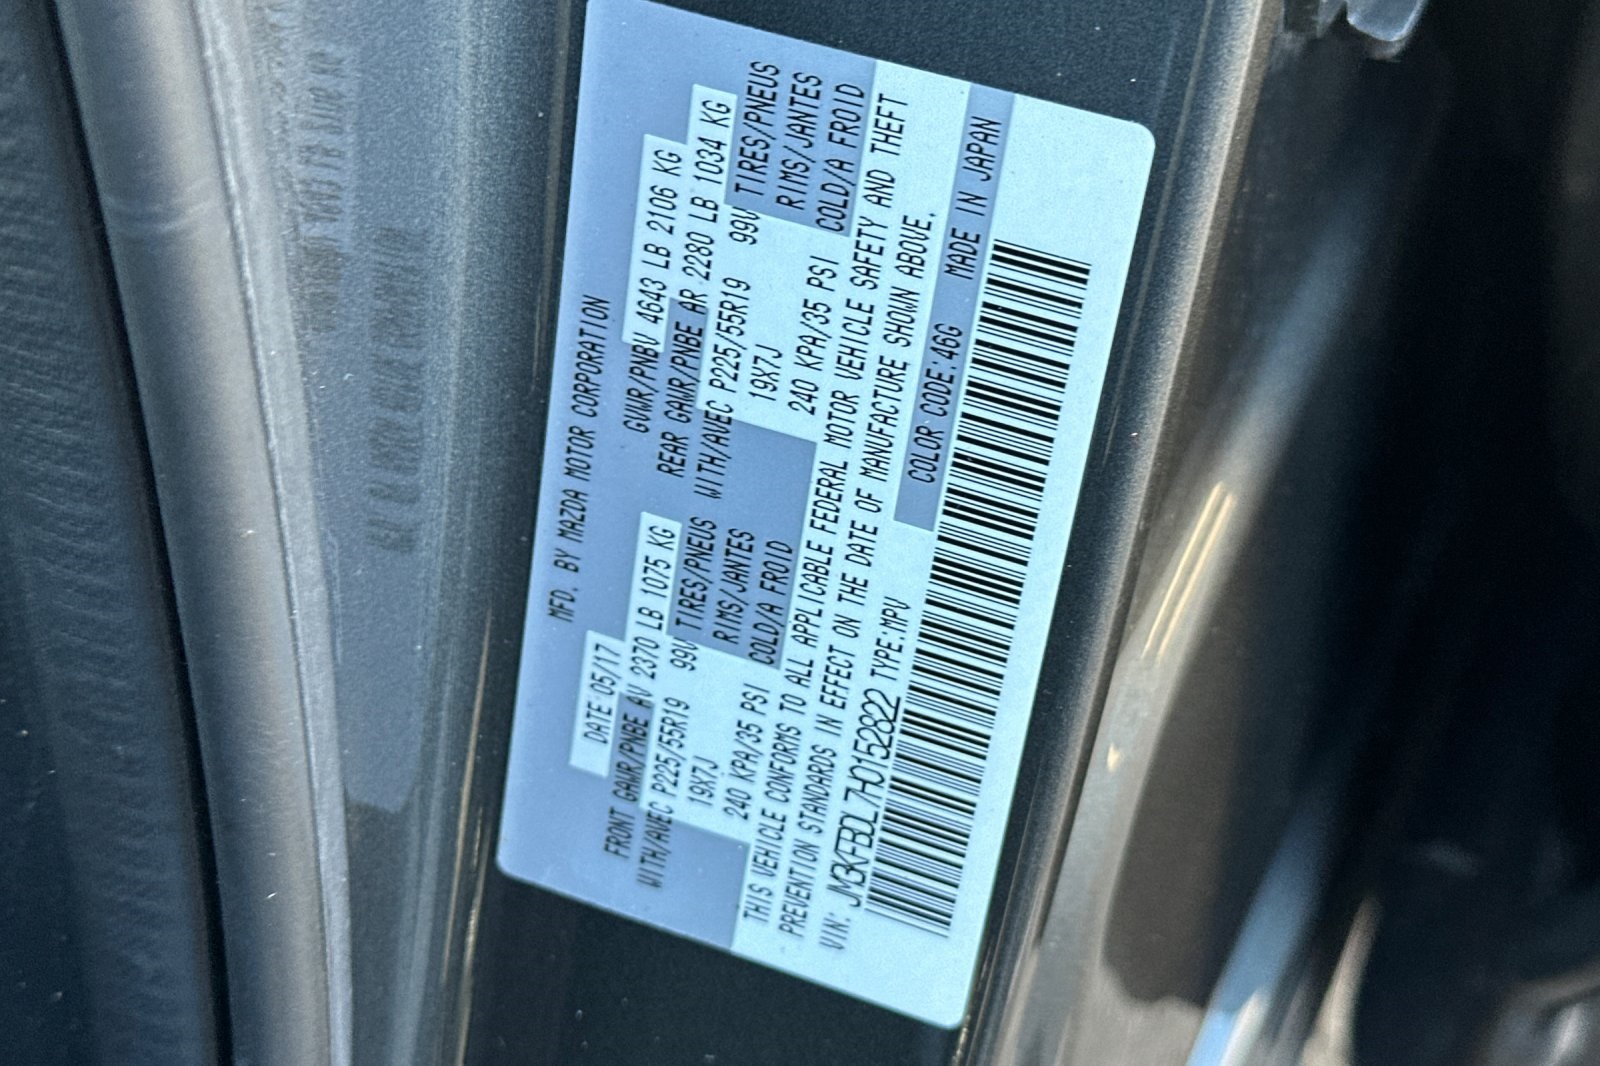 MFD. BY MAZDA MOTOR CORPORATION
DATE:05/17 GVWR/PNBV 4643 LB 2106 KG
FRONT GAWR/PNBE AV 2370 LB 1075 KG REAR GAWR/PNBE AR 2280 LB 1034 KG
WITH/AVEC P225/55R19 99V TIRES/PNEUS WITH/AVEC P225/55R19 99V TIRES/PNEUS
19X7J RIMS/JANTES 19X7J RIMS/JANTES
240 KPA/35 PSI COLD/A FROID 240 KPA/35 PSI COLD/A FROID
THIS VEHICLE CONFORMS TO ALL APPLICABLE FEDERAL MOTOR VEHICLE SAFETY AND THEFT
PREVENTION STANDARDS IN EFFECT ON THE DATE OF MANUFACTURE SHOWN ABOVE.
VIN: JM3KFBDL7H0152822 TYPE:MPV COLOR CODE:46G MADE IN JAPAN